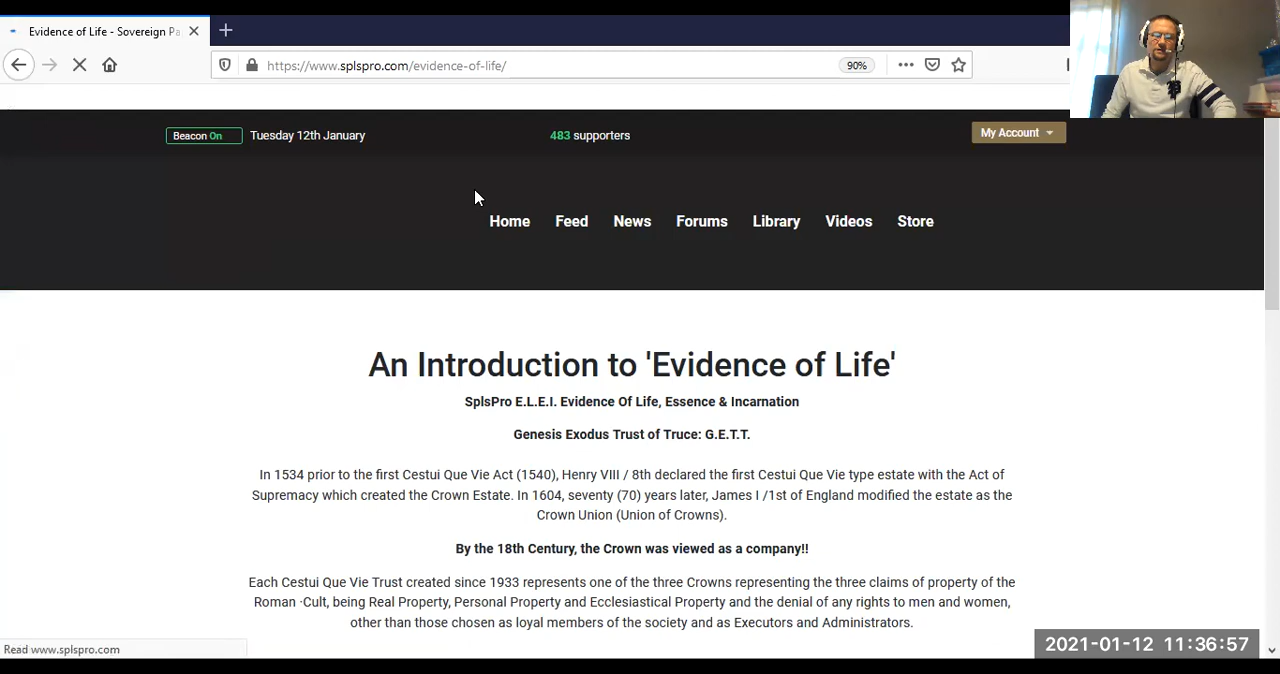 Evidence of Life - Sovereign Pa
https://www.splspro.com/evidence-of-life/
90%
Beacon On
Tuesday 12th January
483 supporters
My Account
Home
Feed
News
Forums
Library
Videos
Store
An Introduction to 'Evidence of Life'
SplsPro E.L.E.I. Evidence Of Life, Essence & Incarnation
Genesis Exodus Trust of Truce: G.E.T.T.
In 1534 prior to the first Cestui Que Vie Act (1540), Henry VIII / 8th declared the first Cestui Que Vie type estate with the Act of
Supremacy which created the Crown Estate. In 1604, seventy (70) years later, James I /1st of England modified the estate as the
Crown Union (Union of Crowns).
By the 18th Century, the Crown was viewed as a company!!
Each Cestui Que Vie Trust created since 1933 represents one of the three Crowns representing the three claims of property of the
Roman ·Cult, being Real Property, Personal Property and Ecclesiastical Property and the denial of any rights to men and women,
other than those chosen as loyal members of the society and as Executors and Administrators.
Read www.splspro.com
2021-01-12 11:36:57